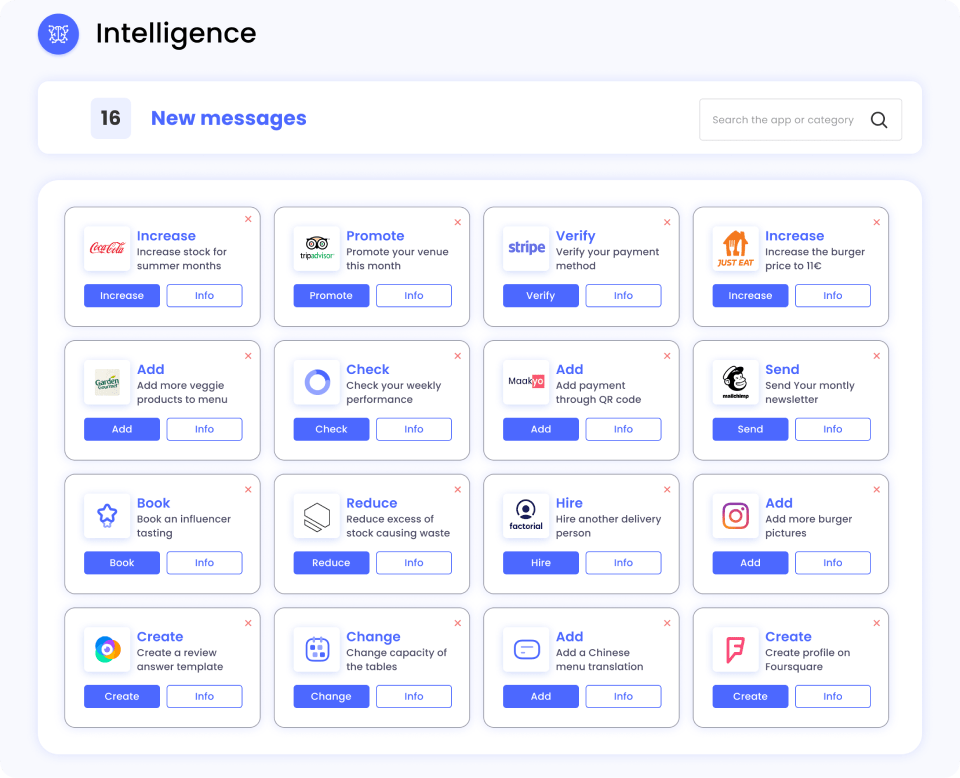 Intelligence
16 New messages
Search the app or category
Coca-Cola
Increase
Increase stock for
summer months
Increase Info
tripadvisor
Promote
Promote your venue
this month
Promote Info
stripe
Verify
Verify your payment
method
Verify Info
JUST EAT
Increase
Increase the burger
price to 11€
Increase Info
Garden
Gourmet
Add
Add more veggie
products to menu
Add Info
Check
Check your weekly
performance
Check Info
Maakyo
Add
Add payment
through QR code
Add Info
mailchimp
Send
Send Your montly
newsletter
Send Info
Book
Book an influencer
tasting
Book Info
Reduce
Reduce excess of
stock causing waste
Reduce Info
factorial
Hire
Hire another delivery
person
Hire Info
Add
Add more burger
pictures
Add Info
Create
Create a review
answer template
Create Info
Change
Change capacity of
the tables
Change Info
Add
Add a Chinese
menu translation
Add Info
Create
Create profile on
Foursquare
Create Info